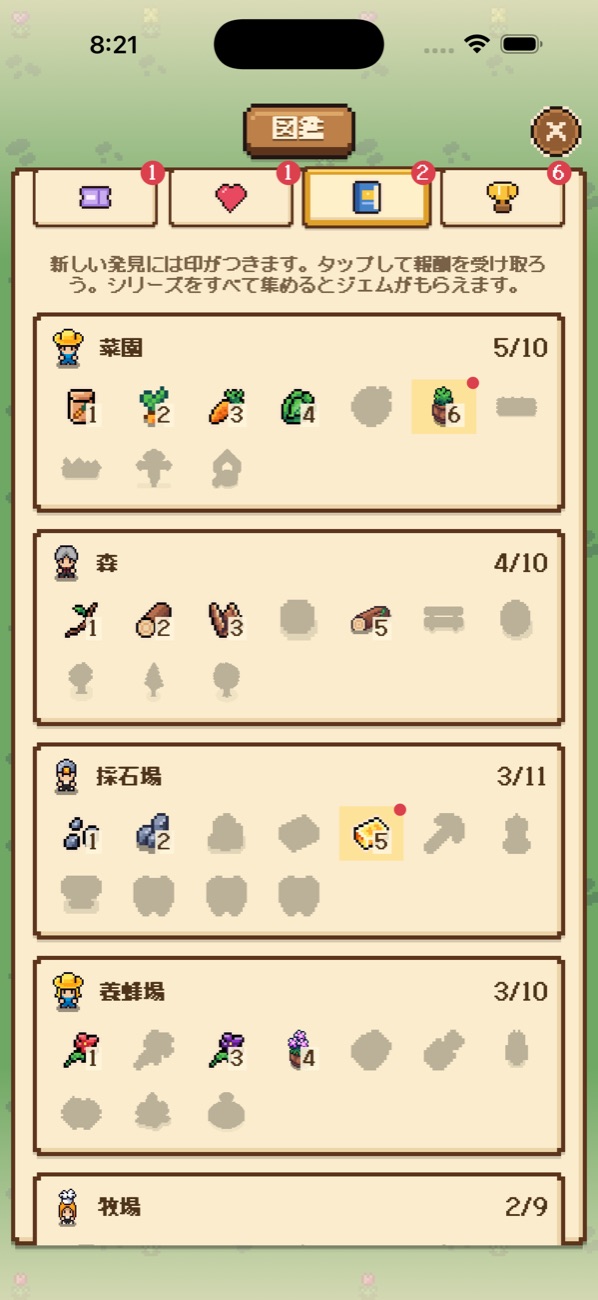 8:21
図鑑
1
1
2
6
新しい発見には印がつきます。タップして報酬を受け取ろ
う。シリーズをすべて集めるとジェムがもらえます。
菜園 5/10
1 2 3 4 6
森 4/10
1 2 3 5
採石場 3/11
1 2 5
養蜂場 3/10
1 3 4
牧場 2/9